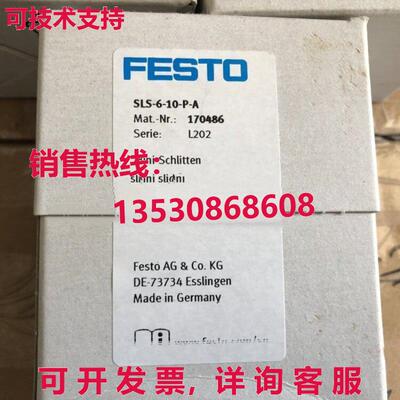 可技术支持
FESTO
SLS-6-10-P-A
Mat.-Nr.: 170486
Serie: L202
Schlitten
销售热线：
13530868608
Festo AG & Co. KG
DE-73734 Esslingen
Made in Germany
可开发票，详询客服